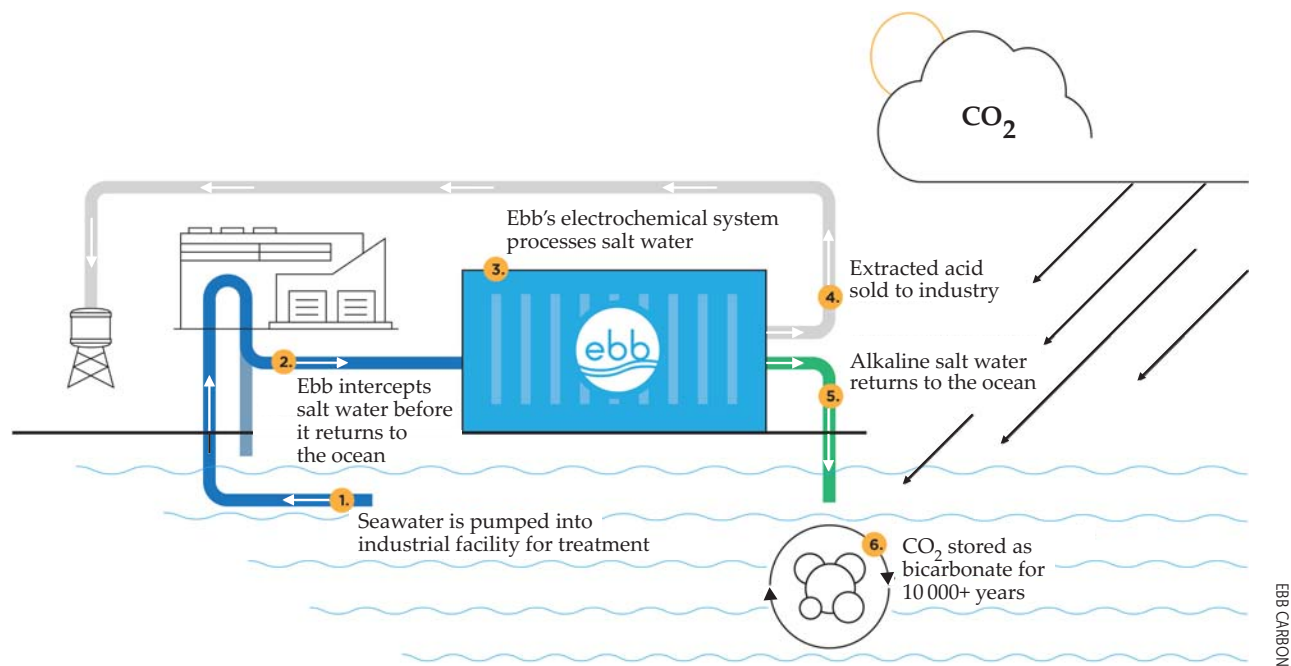 CO2
3.
Ebb's electrochemical system
processes salt water
4.
Extracted acid
sold to industry
ebb
2.
Ebb intercepts
salt water before
it returns to
the ocean
Alkaline salt water
returns to the ocean
5.
1.
Seawater is pumped into
industrial facility for treatment
6.
CO2 stored as
bicarbonate for
10 000+ years
EBB CARBON